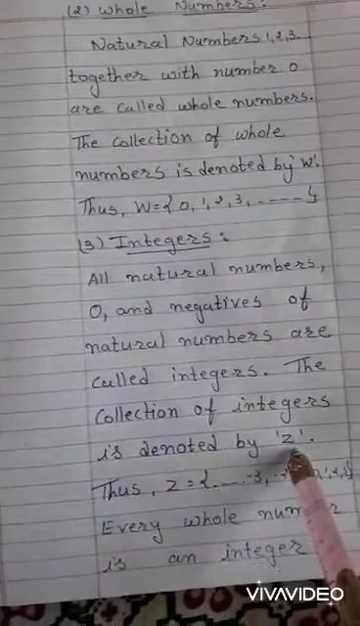 (2) Whole Numbers:
Natural Numbers 1,2,3.
together with number 0
are called whole numbers.
The collection of whole
numbers is denoted by 'W'.
Thus, W={0,1,2,3,-----}
(3) Integers:
All natural numbers,
0, and negatives of
natural numbers are
called integers. The
Collection of integers
is denoted by 'Z'.
Thus, Z={....-3,
Every whole number
is an integer
VIVAVIDEO